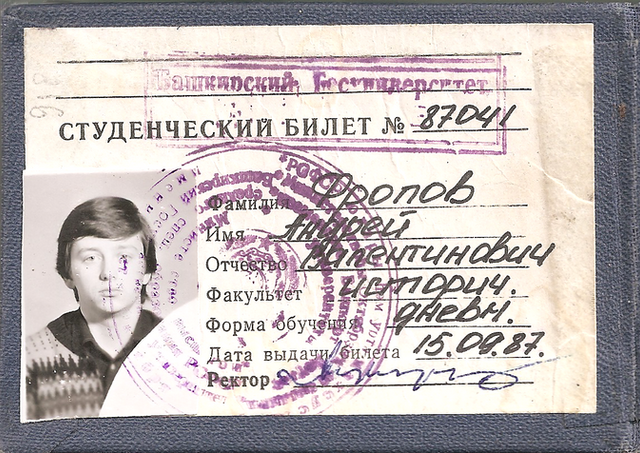 Башкирский Госуниверситет
СТУДЕНЧЕСКИЙ БИЛЕТ № 87041
Фамилия Фролов
Имя Андрей
Отчество Валентинович
Факультет историч.
Форма обучения дневн.
Дата выдачи билета 15.09.87.
Ректор